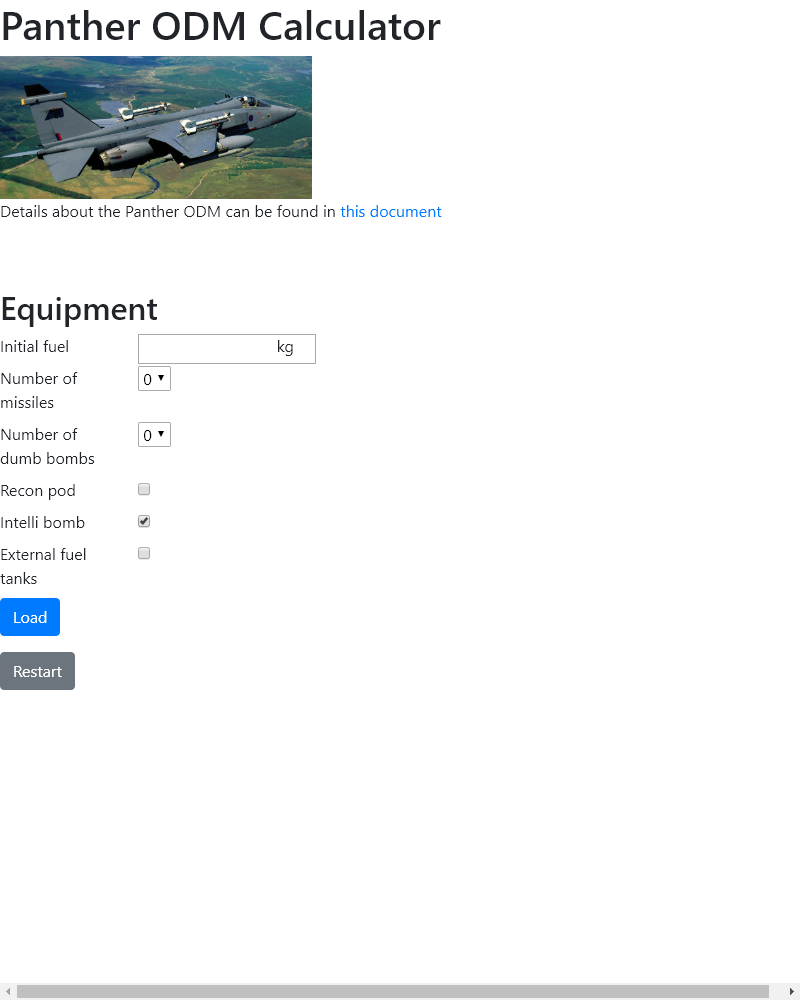 Panther ODM Calculator
Details about the Panther ODM can be found in this document
Equipment
Initial fuel
kg
Number of
missiles
0
Number of
dumb bombs
0
Recon pod
Intelli bomb
External fuel
tanks
Load
Restart